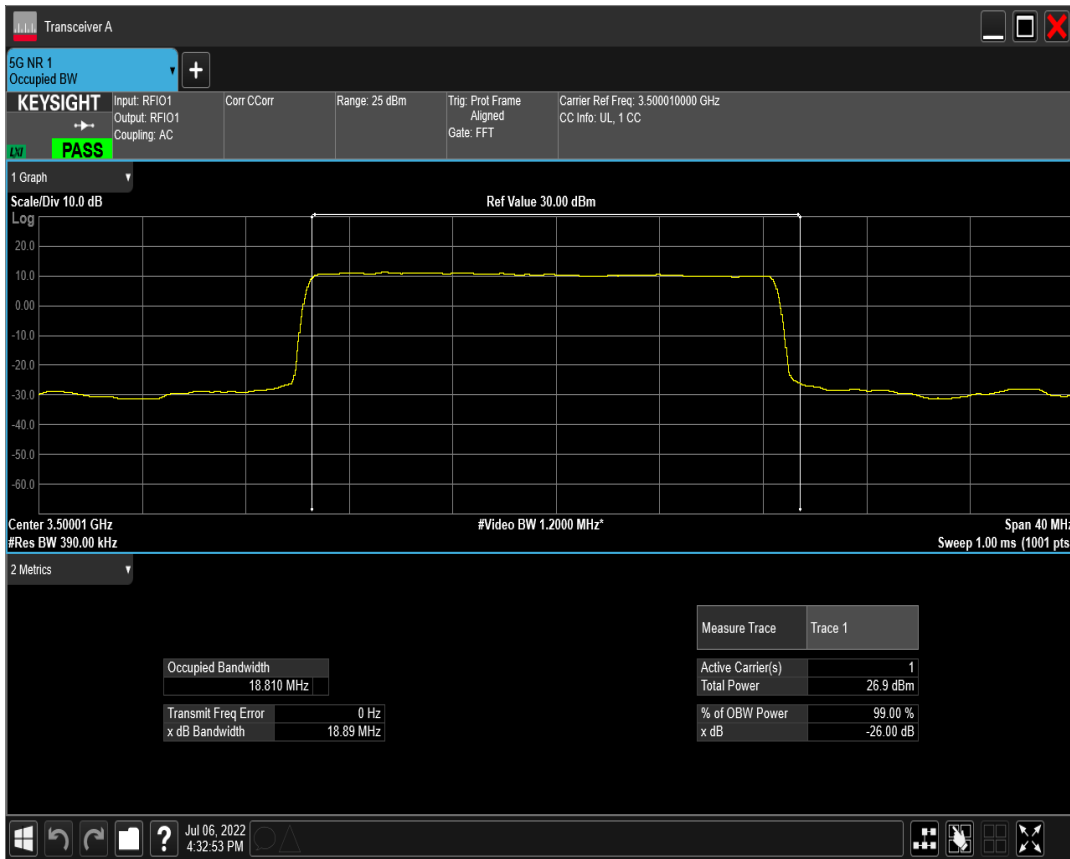 Transceiver A
5G NR 1
Occupied BW
+
KEYSIGHT
LXI
PASS
Input: RFIO1
Output: RFIO1
Coupling: AC
Corr CCorr
Range: 25 dBm
Trig: Prot Frame
Aligned
Gate: FFT
Carrier Ref Freq: 3.500010000 GHz
CC Info: UL, 1 CC
1 Graph
Scale/Div 10.0 dB
Ref Value 30.00 dBm
Log
20.0
10.0
0.00
-10.0
-20.0
-30.0
-40.0
-50.0
-60.0
Center 3.50001 GHz
#Video BW 1.2000 MHz*
Span 40 MHz
#Res BW 390.00 kHz
Sweep 1.00 ms (1001 pts
2 Metrics
Measure Trace Trace 1
Occupied Bandwidth
18.810 MHz
Active Carrier(s) 1
Total Power 26.9 dBm
Transmit Freq Error 0 Hz
x dB Bandwidth 18.89 MHz
% of OBW Power 99.00 %
x dB -26.00 dB
?
Jul 06, 2022
4:32:53 PM